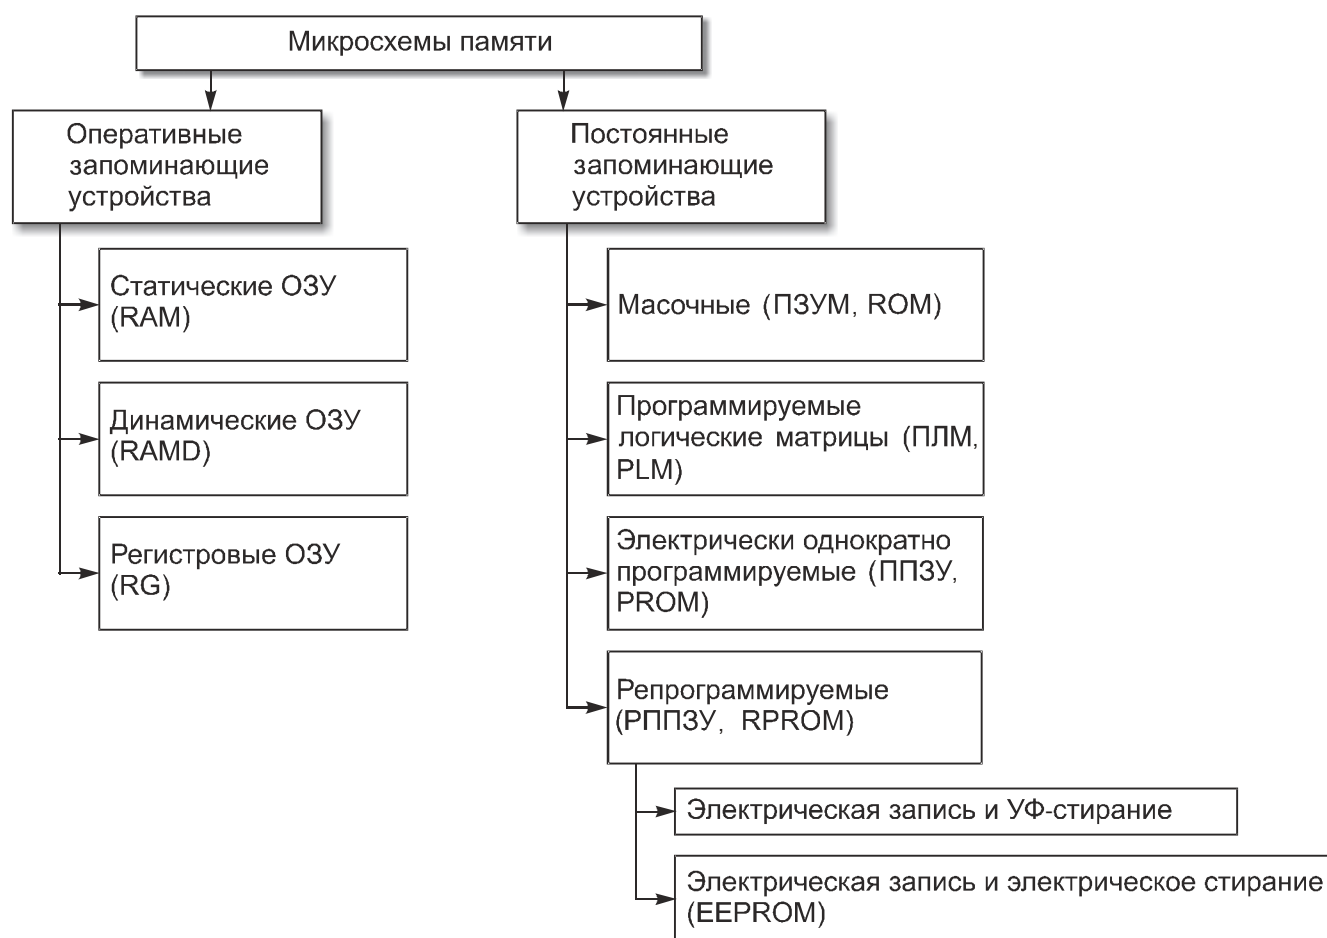 Микросхемы памяти
Оперативные
запоминающие
устройства
Постоянные
запоминающие
устройства
Статические ОЗУ
(RAM)
Динамические ОЗУ
(RAMD)
Регистровые ОЗУ
(RG)
Масочные (ПЗУМ, ROM)
Программируемые
логические матрицы (ПЛМ,
PLM)
Электрически однократно
программируемые (ППЗУ,
PROM)
Репрограммируемые
(РППЗУ, RPROM)
Электрическая запись и УФ-стирание
Электрическая запись и электрическое стирание
(EEPROM)